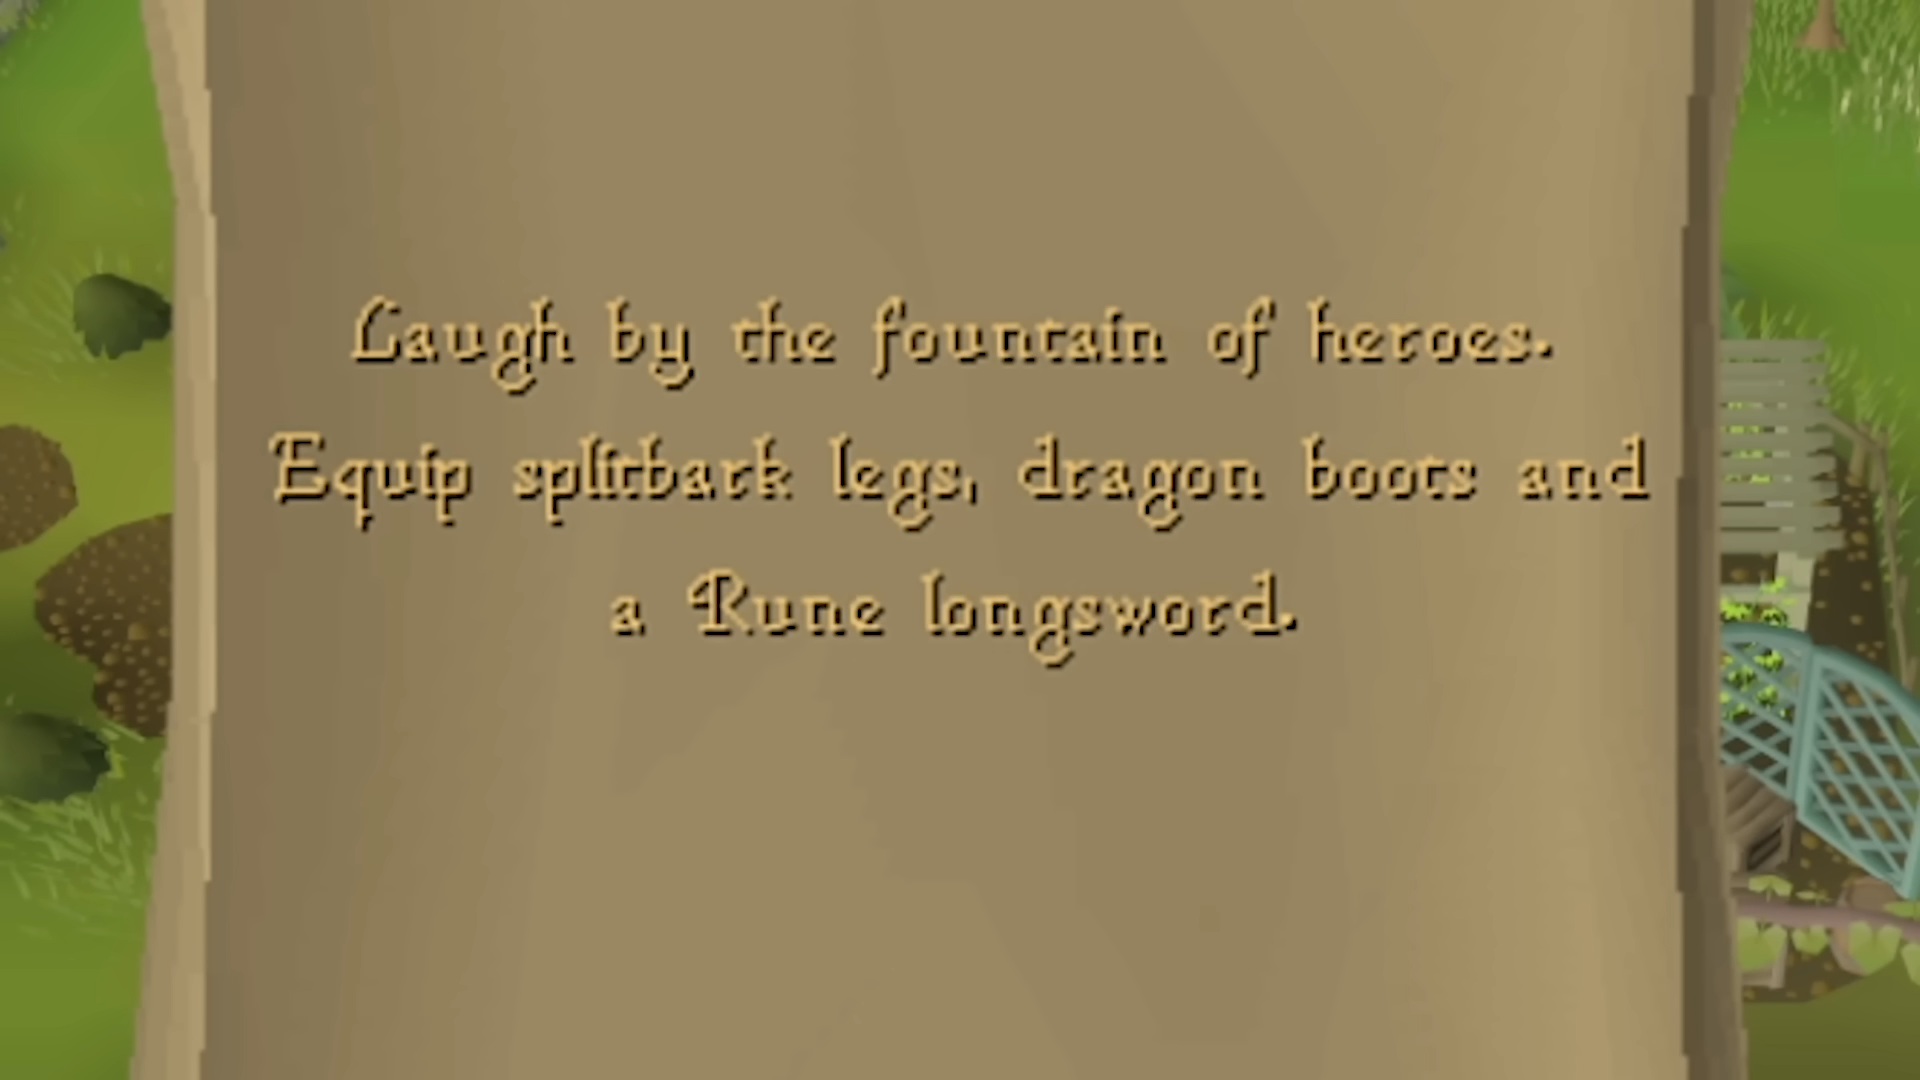 Laugh by the fountain of heroes.
Equip splitbark legs, dragon boots and
a Rune longsword.